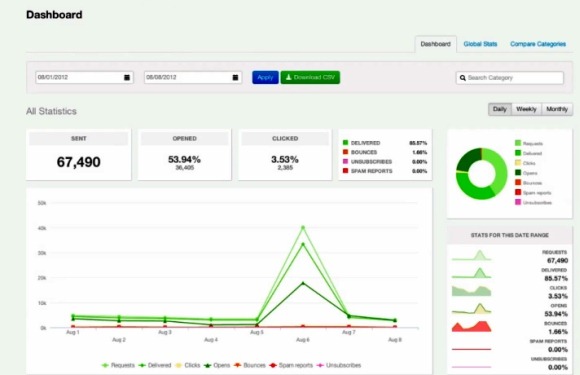 Dashboard
Dashboard Global Stats Compare Categories
08/01/2012 08/08/2012 Apply Download CSV Search Category
All Statistics
Daily Weekly Monthly
SENT
67,490
OPENED
53.94%
36,405
CLICKED
3.53%
2,385
DELIVERED 85.57%
BOUNCES 1.66%
UNSUBSCRIBES 0.00%
SPAM REPORTS 0.00%
Requests
Delivered
Clicks
Opens
Bounces
Spam reports
Unsubscribes
50k
40k
30k
20k
10k
0k
Aug 1 Aug 2 Aug 3 Aug 4 Aug 5 Aug 6 Aug 7 Aug 8
Requests Delivered Clicks Opens Bounces Spam reports Unsubscribes
STATS FOR THIS DATE RANGE
REQUESTS
67,490
DELIVERED
85.57%
CLICKS
3.53%
OPENS
53.94%
BOUNCES
1.66%
SPAM REPORTS
0.00%
UNSUBSCRIBES
0.00%